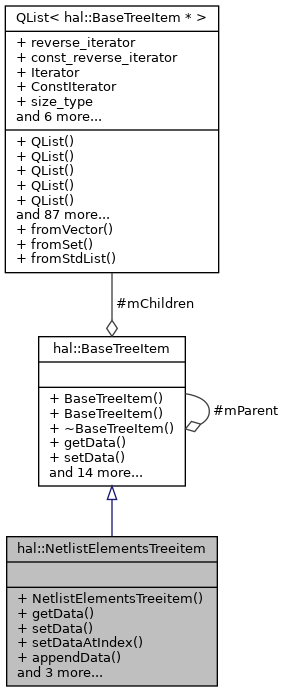 QList< hal::BaseTreeItem * >
+ reverse_iterator
+ const_reverse_iterator
+ Iterator
+ ConstIterator
+ size_type
and 6 more...
+ QList()
+ QList()
+ QList()
+ QList()
+ QList()
and 87 more...
+ fromVector()
+ fromSet()
+ fromStdList()
#mChildren
hal::BaseTreeItem
+ BaseTreeItem()
+ BaseTreeItem()
+ ~BaseTreeItem()
+ getData()
+ setData()
and 14 more...
#mParent
hal::NetlistElementsTreeitem
+ NetlistElementsTreeitem()
+ getData()
+ setData()
+ setDataAtIndex()
+ appendData()
and 3 more...